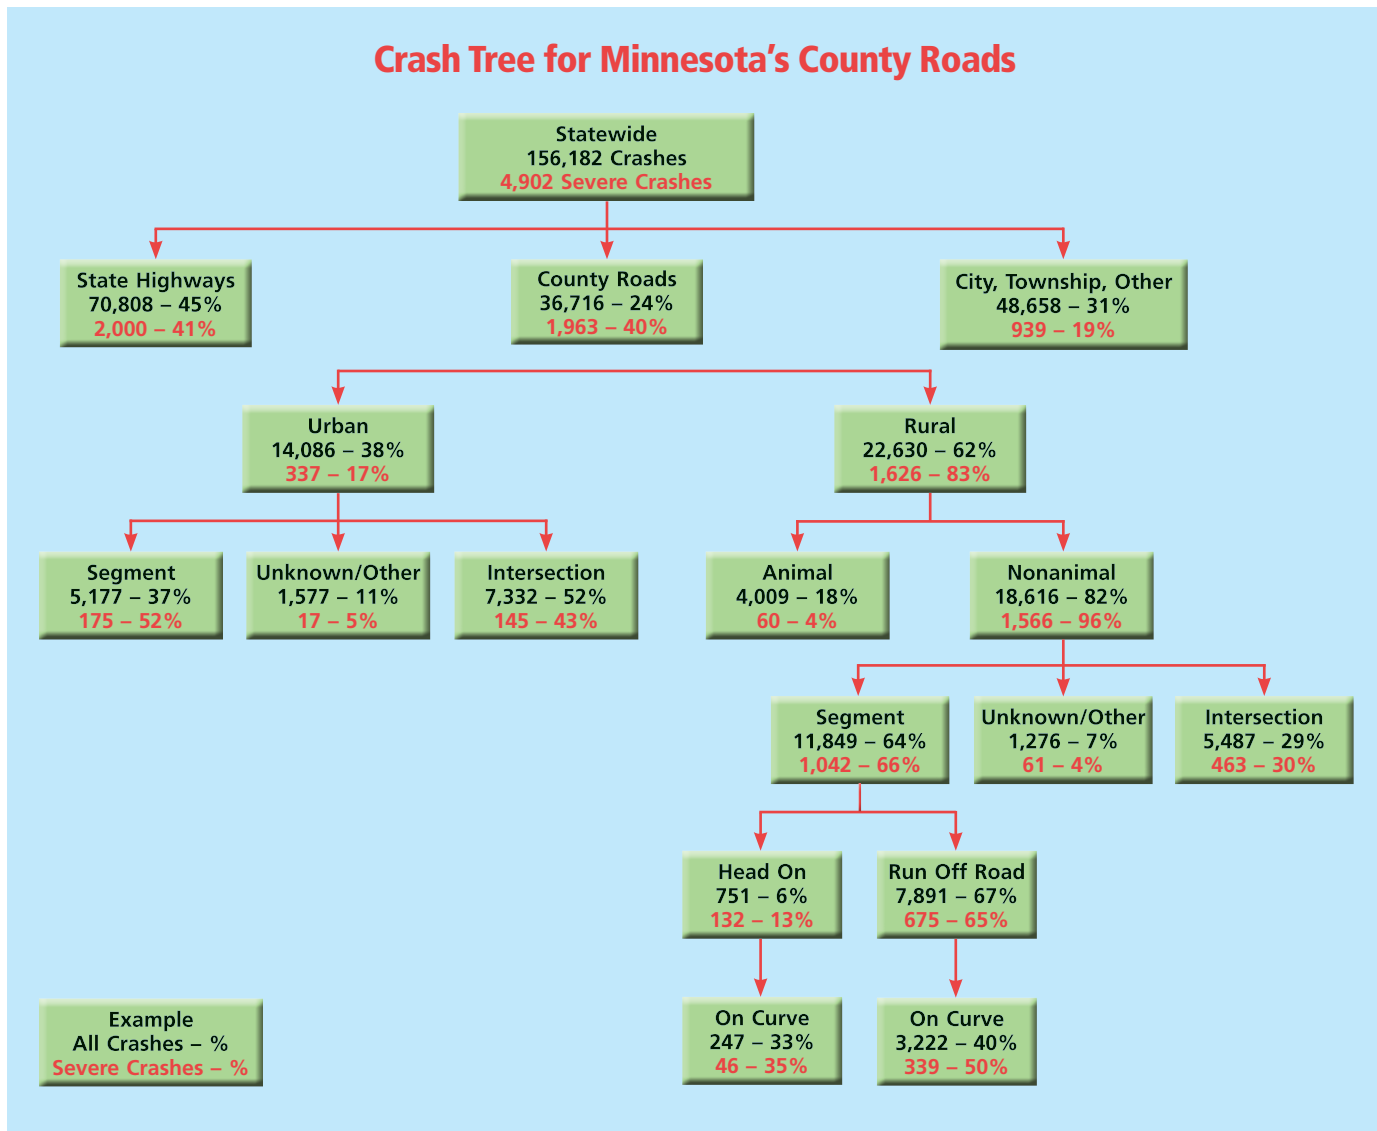 Crash Tree for Minnesota’s County Roads
Statewide
156,182 Crashes
4,902 Severe Crashes
State Highways
70,808 – 45%
2,000 – 41%
County Roads
36,716 – 24%
1,963 – 40%
City, Township, Other
48,658 – 31%
939 – 19%
Urban
14,086 – 38%
337 – 17%
Rural
22,630 – 62%
1,626 – 83%
Segment
5,177 – 37%
175 – 52%
Unknown/Other
1,577 – 11%
17 – 5%
Intersection
7,332 – 52%
145 – 43%
Animal
4,009 – 18%
60 – 4%
Nonanimal
18,616 – 82%
1,566 – 96%
Segment
11,849 – 64%
1,042 – 66%
Unknown/Other
1,276 – 7%
61 – 4%
Intersection
5,487 – 29%
463 – 30%
Head On
751 – 6%
132 – 13%
Run Off Road
7,891 – 67%
675 – 65%
On Curve
247 – 33%
46 – 35%
On Curve
3,222 – 40%
339 – 50%
Example
All Crashes – %
Severe Crashes – %